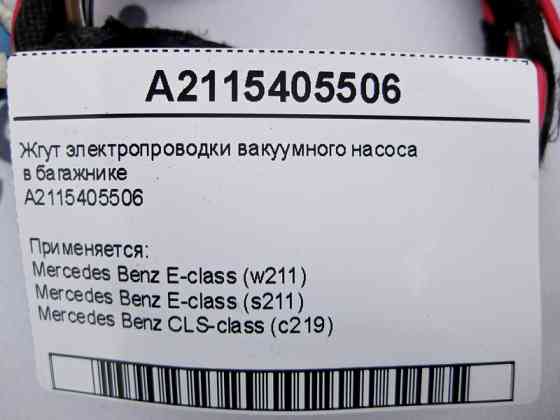 A2115405506
Жгут электропроводки вакуумного насоса
в багажнике
A2115405506
Применяется:
Mercedes Benz E-class (w211)
Mercedes Benz E-class (s211)
Mercedes Benz CLS-class (c219)